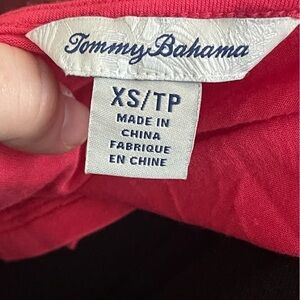 Tommy Bahama
XS/TP
MADE IN
CHINA
FABRIQUE
EN CHINE